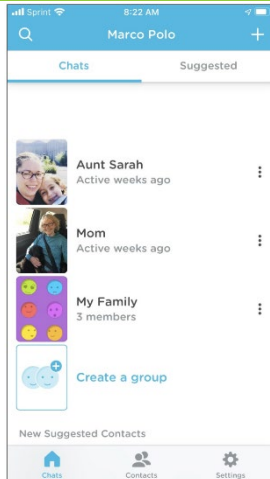 Sprint 8:22 AM
Marco Polo
Chats Suggested
Aunt Sarah
Active weeks ago
Mom
Active weeks ago
My Family
3 members
Create a group
New Suggested Contacts
Chats Contacts Settings